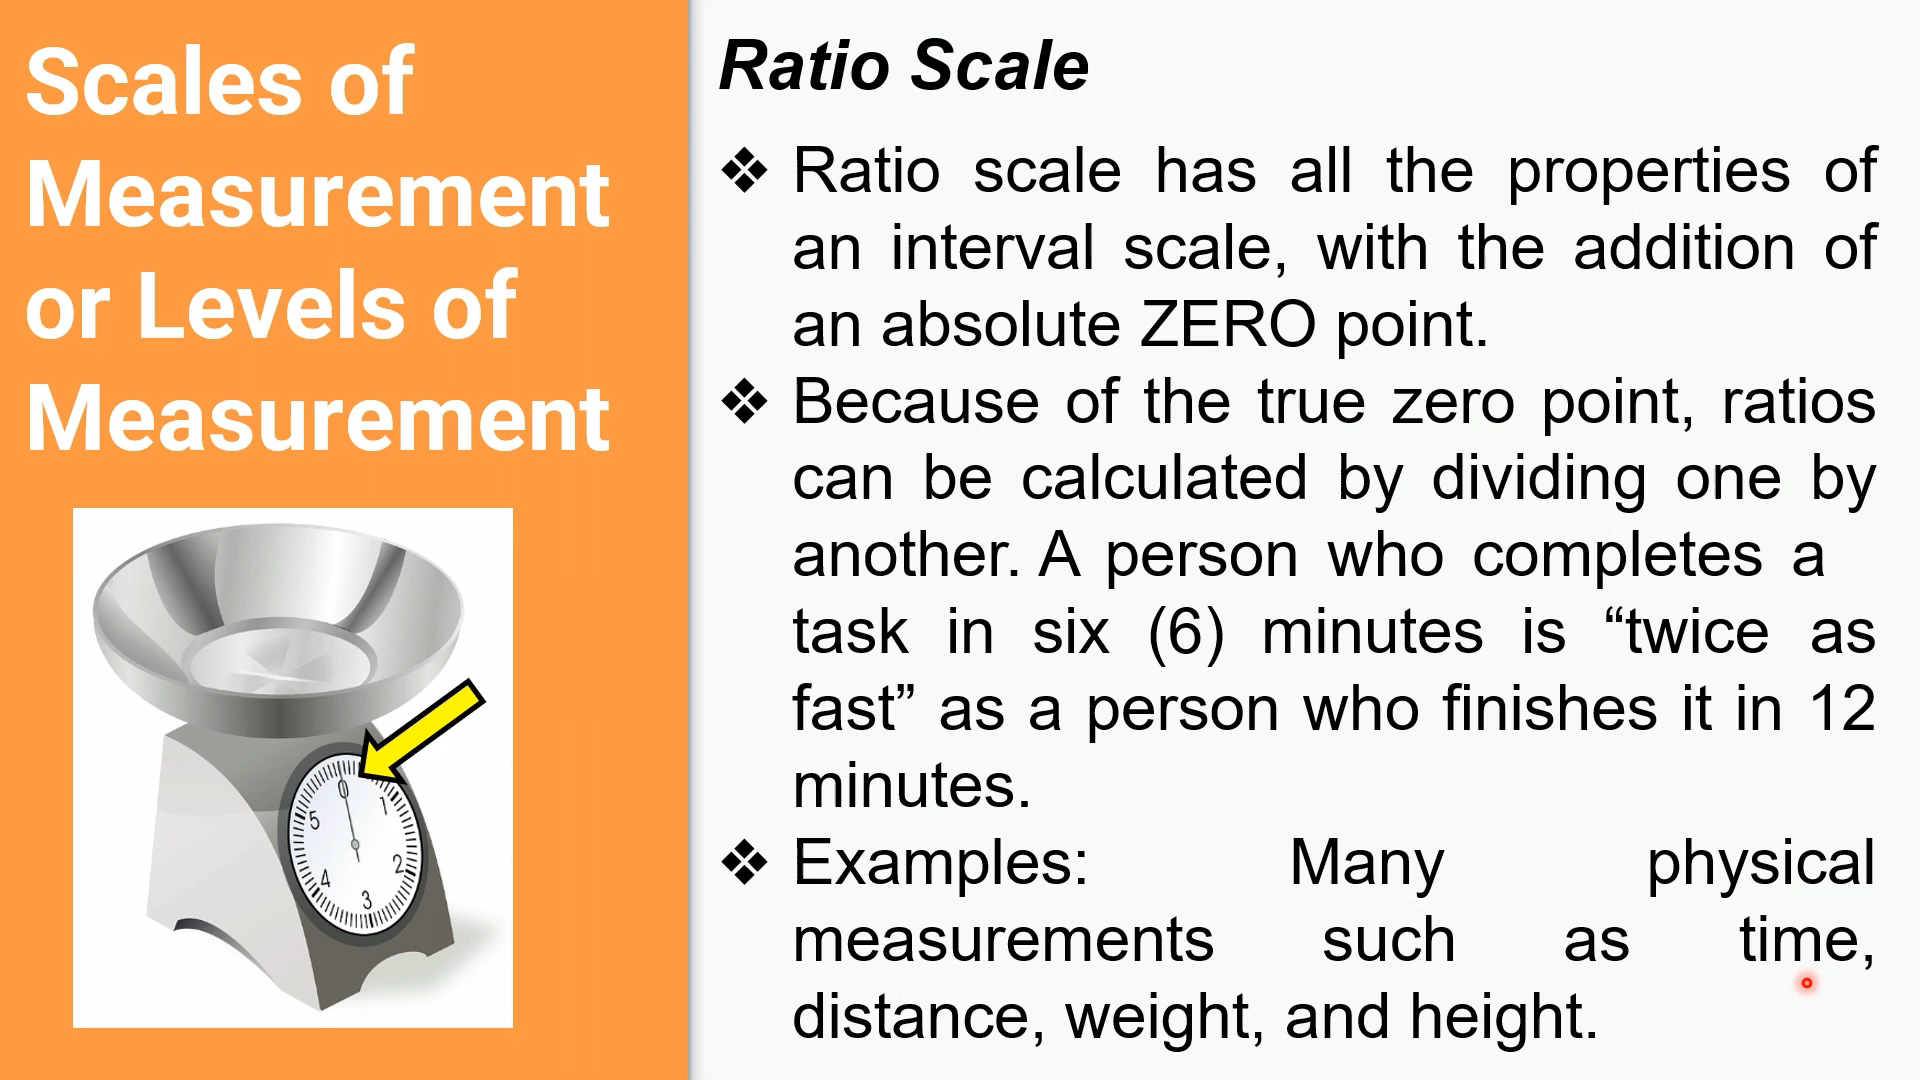 Scales of
Measurement
or Levels of
Measurement
0
1
2
3
4
5
Ratio Scale
❖ Ratio scale has all the properties of
an interval scale, with the addition of
an absolute ZERO point.
❖ Because of the true zero point, ratios
can be calculated by dividing one by
another. A person who completes a
task in six (6) minutes is “twice as
fast” as a person who finishes it in 12
minutes.
❖ Examples: Many physical
measurements such as time,
distance, weight, and height.